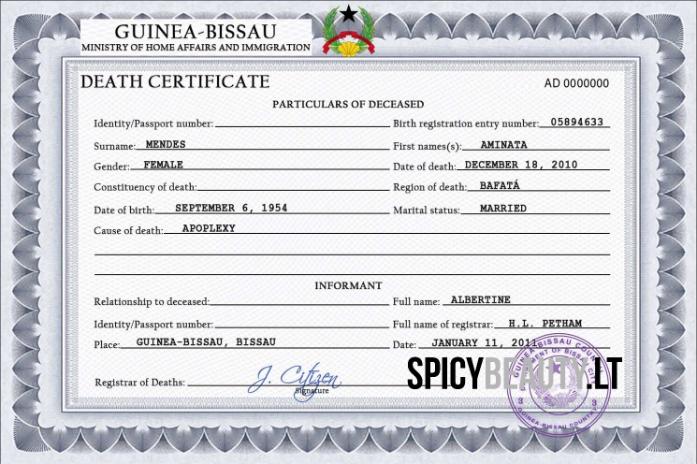 GUINEA-BISSAU
MINISTRY OF HOME AFFAIRS AND IMMIGRATION
DEATH CERTIFICATE AD 0000000
PARTICULARS OF DECEASED
Identity/Passport number: Birth registration entry number: 05894633
Surname: MENDES First names(s): AMINATA
Gender: FEMALE Date of death: DECEMBER 18, 2010
Constituency of death: Region of death: BAFATÁ
Date of birth: SEPTEMBER 6, 1954 Marital status: MARRIED
Cause of death: APOPLEXY
INFORMANT
Relationship to deceased: Full name: ALBERTINE
Identity/Passport number: Full name of registrar: H.L. PETHAM
Place: GUINEA-BISSAU, BISSAU Date: JANUARY 11, 2011
Registrar of Deaths: J. Citizen
Signature
SPICYBEAUTY.LT
GUINEA-BISSAU COUNTY
3 3
GUINEA-BISSAU COUNTRY